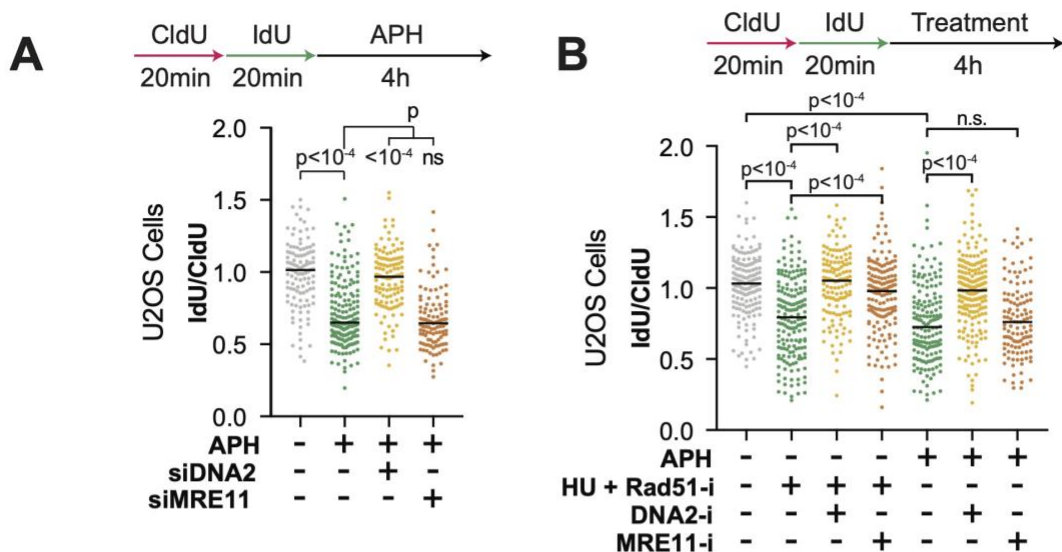 A
CldU IdU APH
20min 20min 4h
p
p<10-4 <10-4 ns
U2OS Cells
IdU/CldU
2.0
1.5
1.0
0.5
0.0
APH - + + +
siDNA2 - - + -
siMRE11 - - - +
B
CldU IdU Treatment
20min 20min 4h
p<10-4
p<10-4 n.s.
p<10-4 p<10-4
p<10-4
U2OS Cells
IdU/CldU
2.0
1.5
1.0
0.5
0.0
APH - - - - + + +
HU + Rad51-i - + + + - - -
DNA2-i - - + - - + -
MRE11-i - - - + - - +